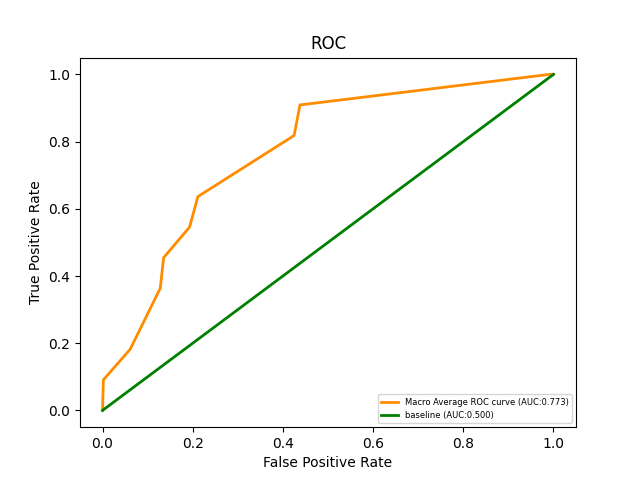 ROC
True Positive Rate
1.0
0.8
0.6
0.4
0.2
0.0
Macro Average ROC curve (AUC:0.773)
baseline (AUC:0.500)
0.0 0.2 0.4 0.6 0.8 1.0
False Positive Rate